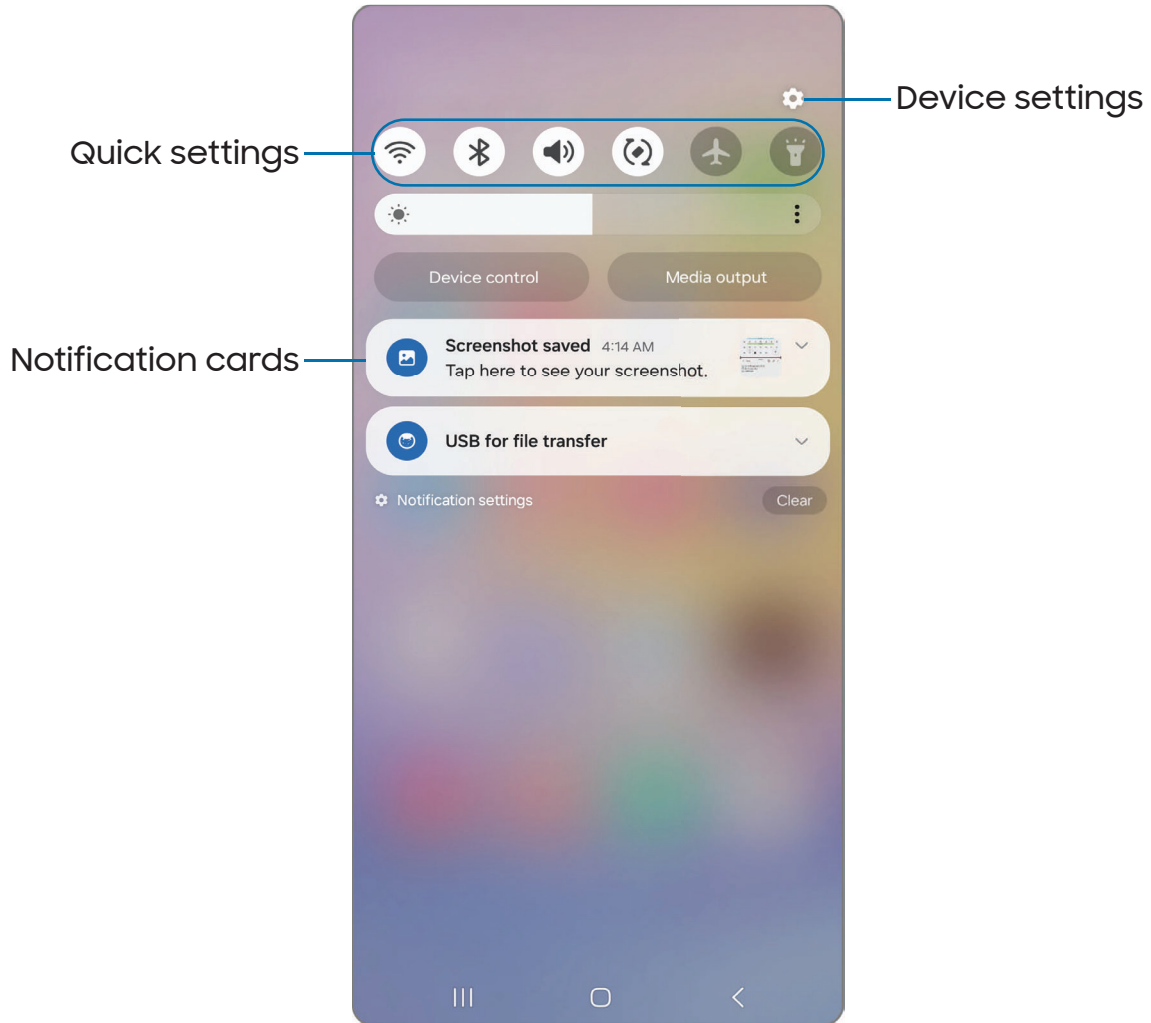 Device settings
Quick settings
Device control
Media output
Notification cards
Screenshot saved 4:14 AM
Tap here to see your screenshot.
USB for file transfer
Notification settings
Clear